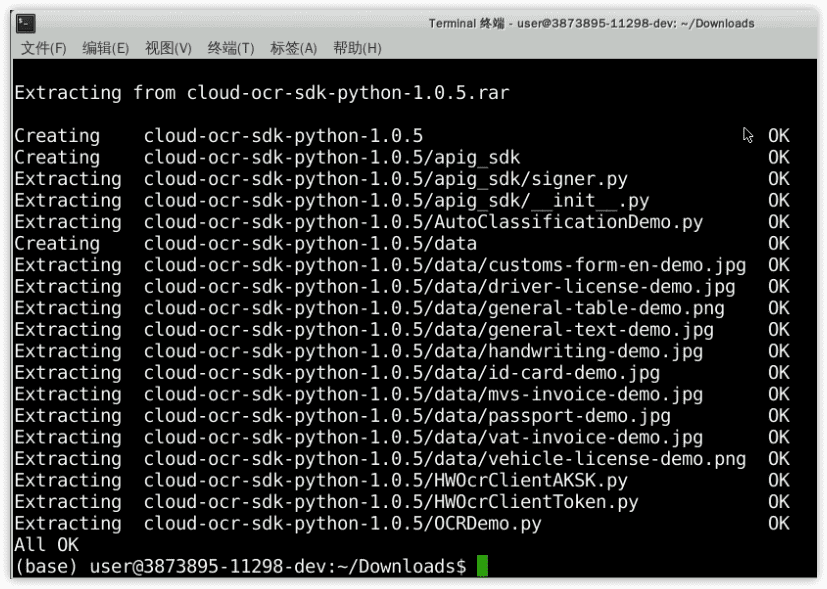 Terminal 终端 - user@3873895-11298-dev: ~/Downloads
文件(F) 编辑(E) 视图(V) 终端(T) 标签(A) 帮助(H)
Extracting from cloud-ocr-sdk-python-1.0.5.rar
Creating    cloud-ocr-sdk-python-1.0.5                                OK
Creating    cloud-ocr-sdk-python-1.0.5/apig_sdk                       OK
Extracting  cloud-ocr-sdk-python-1.0.5/apig_sdk/signer.py             OK
Extracting  cloud-ocr-sdk-python-1.0.5/apig_sdk/__init__.py           OK
Extracting  cloud-ocr-sdk-python-1.0.5/AutoClassificationDemo.py      OK
Creating    cloud-ocr-sdk-python-1.0.5/data                           OK
Extracting  cloud-ocr-sdk-python-1.0.5/data/customs-form-en-demo.jpg  OK
Extracting  cloud-ocr-sdk-python-1.0.5/data/driver-license-demo.jpg   OK
Extracting  cloud-ocr-sdk-python-1.0.5/data/general-table-demo.png    OK
Extracting  cloud-ocr-sdk-python-1.0.5/data/general-text-demo.jpg     OK
Extracting  cloud-ocr-sdk-python-1.0.5/data/handwriting-demo.jpg      OK
Extracting  cloud-ocr-sdk-python-1.0.5/data/id-card-demo.jpg          OK
Extracting  cloud-ocr-sdk-python-1.0.5/data/mvs-invoice-demo.jpg      OK
Extracting  cloud-ocr-sdk-python-1.0.5/data/passport-demo.jpg         OK
Extracting  cloud-ocr-sdk-python-1.0.5/data/vat-invoice-demo.jpg      OK
Extracting  cloud-ocr-sdk-python-1.0.5/data/vehicle-license-demo.png  OK
Extracting  cloud-ocr-sdk-python-1.0.5/HWOcrClientAKSK.py             OK
Extracting  cloud-ocr-sdk-python-1.0.5/HWOcrClientToken.py            OK
Extracting  cloud-ocr-sdk-python-1.0.5/OCRDemo.py                     OK
All OK
(base) user@3873895-11298-dev:~/Downloads$